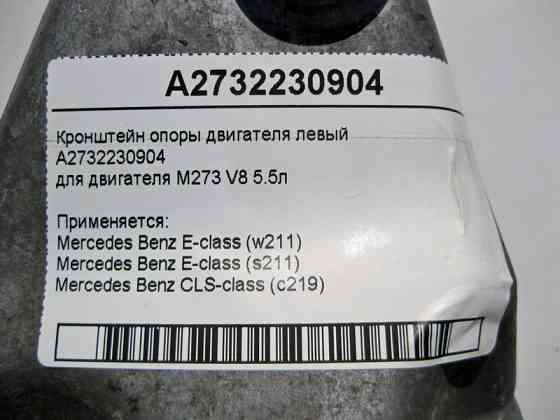 A2732230904
Кронштейн опоры двигателя левый
A2732230904
для двигателя M273 V8 5.5л
Применяется:
Mercedes Benz E-class (w211)
Mercedes Benz E-class (s211)
Mercedes Benz CLS-class (c219)